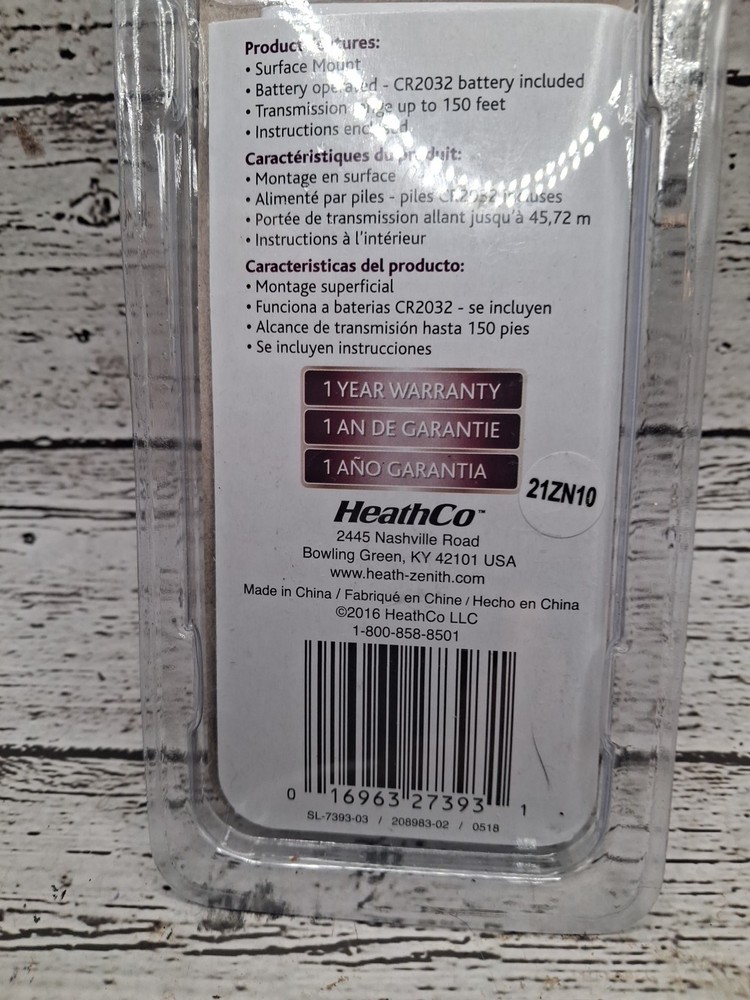 Product Features:
• Surface Mount
• Battery operated - CR2032 battery included
• Transmission range up to 150 feet
• Instructions enclosed
Caractéristiques du produit:
• Montage en surface
• Alimenté par piles - piles CR2032 incluses
• Portée de transmission allant jusqu'à 45,72 m
• Instructions à l'intérieur
Caracteristicas del producto:
• Montage superficial
• Funciona a baterias CR2032 - se incluyen
• Alcance de transmisión hasta 150 pies
• Se incluyen instrucciones
1 YEAR WARRANTY
1 AN DE GARANTIE
1 AÑO GARANTIA
21ZN10
HeathCo™
2445 Nashville Road
Bowling Green, KY 42101 USA
www.heath-zenith.com
Made in China / Fabriqué en Chine / Hecho en China
©2016 HeathCo LLC
1-800-858-8501
0 16963 27393 1
SL-7393-03 / 208983-02 / 0518